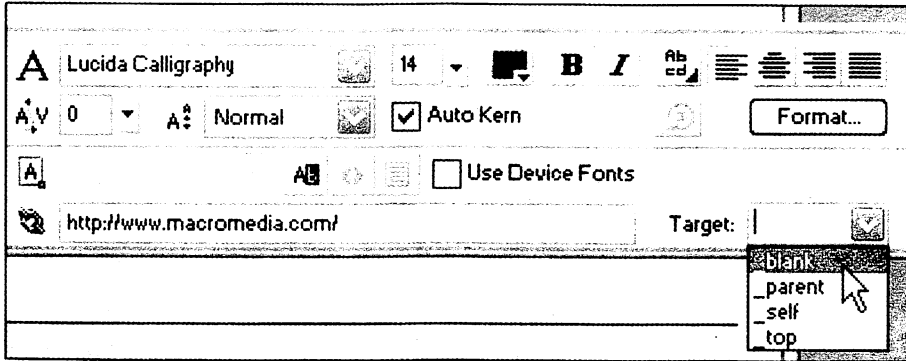 A Lucida Calligraphy 14 B I Ab cd
A V 0 A Normal Auto Kern Format...
A Ab Use Device Fonts
http://www.macromedia.com/ Target:
_blank
_parent
_self
_top